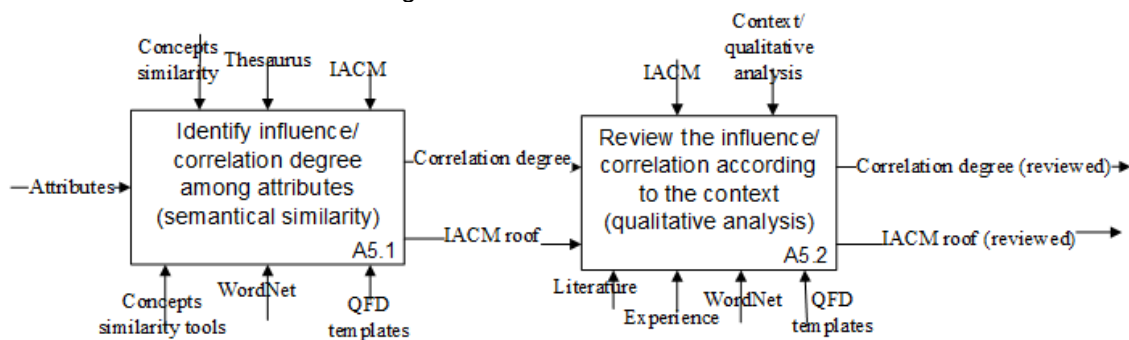 Concepts
similarity
Thesaurus
IACM
Context/
qualitative
analysis
IACM
Identify influence/
correlation degree
among attributes
(semantical similarity)
A5.1
Attributes
Correlation degree
IACM roof
Review the influence/
correlation according
to the context
(qualitative analysis)
A5.2
Correlation degree (reviewed)
IACM roof (reviewed)
Concepts
similarity tools
WordNet
QFD
templates
Literature
Experience
WordNet
QFD
templates